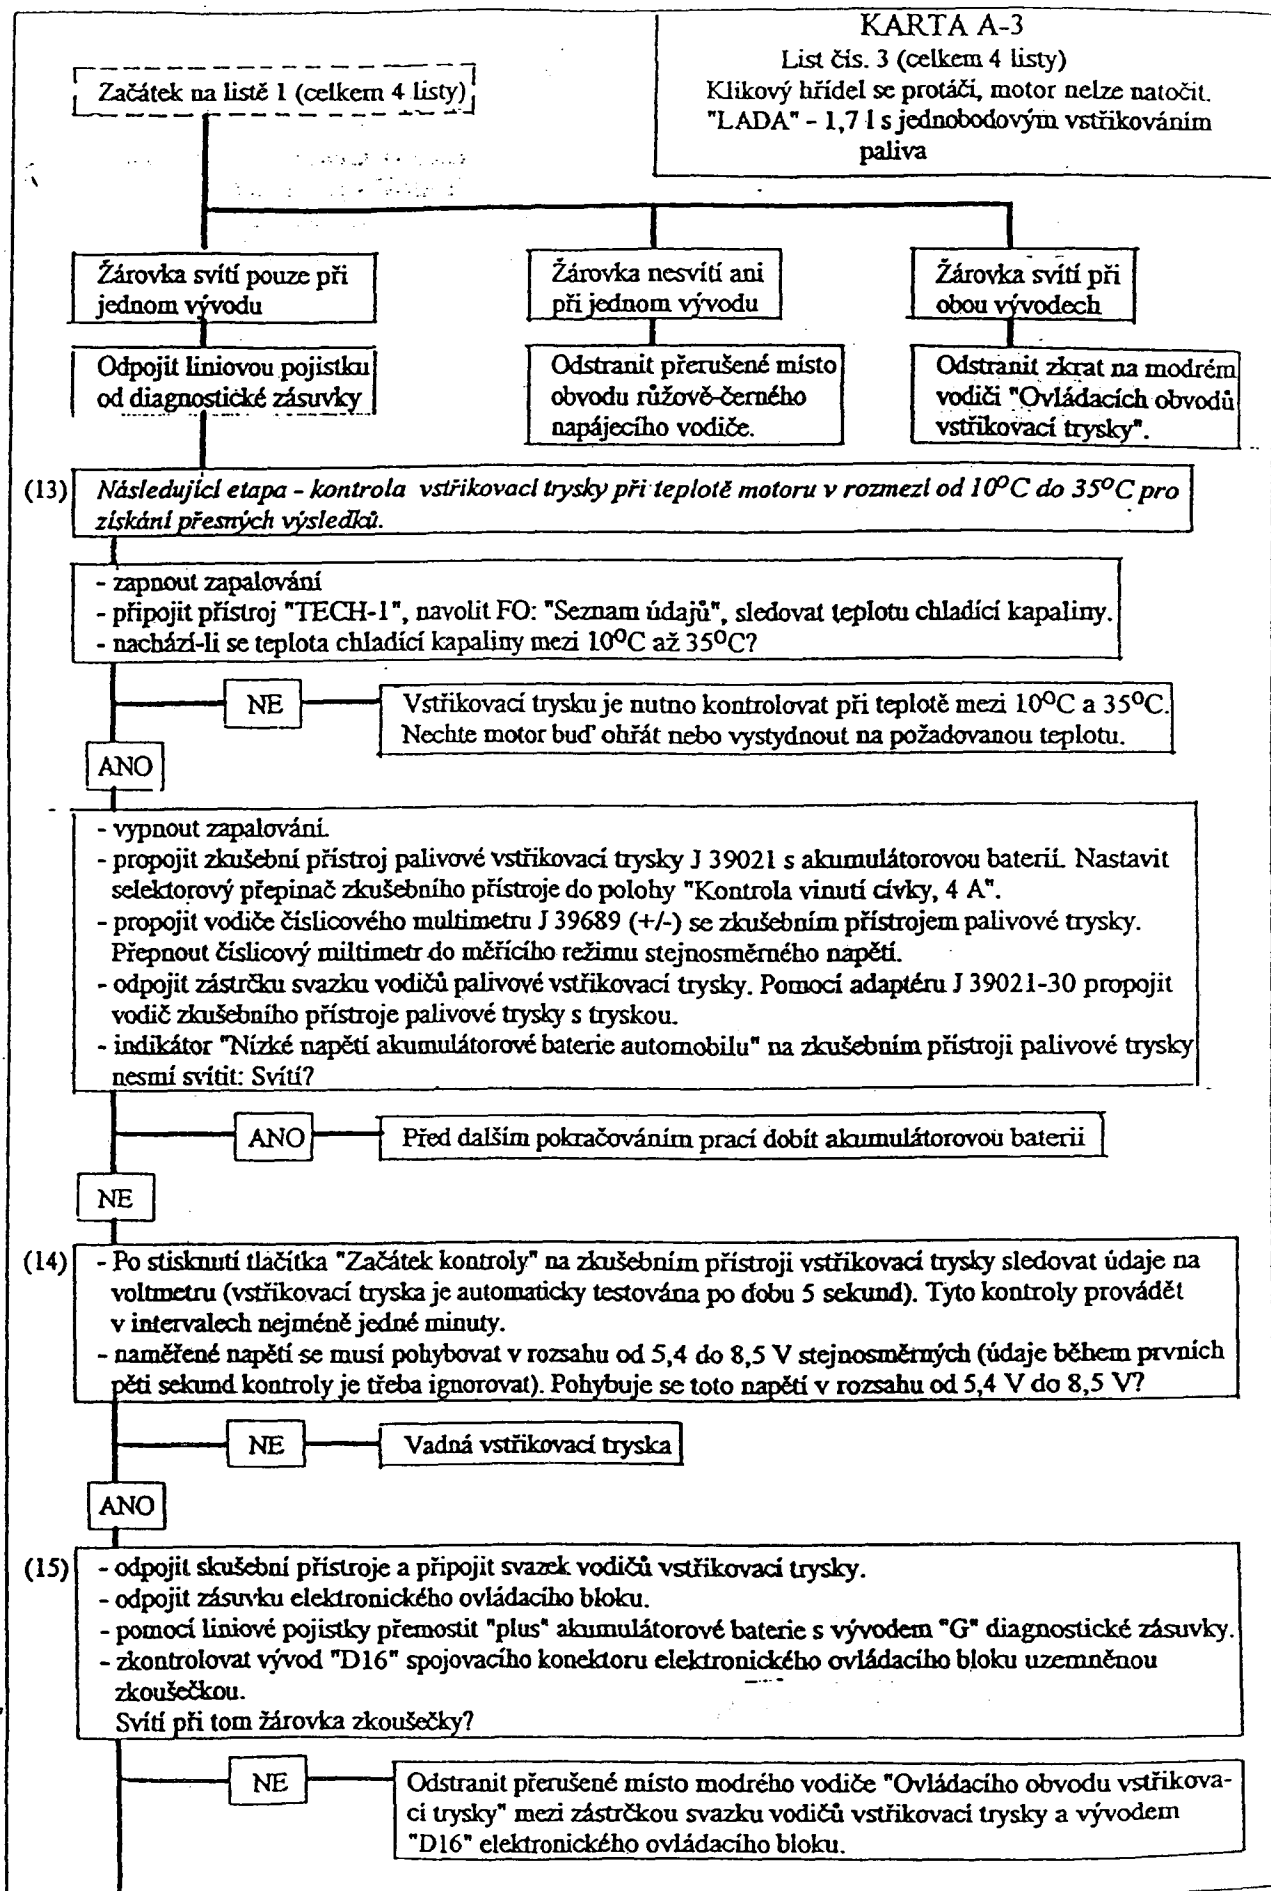 KARTA A-3
List čis. 3 (celkem 4 listy)
Klikový hřídel se protáči, motor nelze natočit.
"LADA" - 1,7 l s jednobodovým vstřikováním
paliva
Začátek na listě 1 (celkem 4 listy)
Žárovka svítí pouze při
jednom vývodu
Žárovka nesvítí ani
při jednom vývodu
Žárovka svítí při
obou vývodech
Odpojit liniovou pojistku
od diagnostické zásuvky
Odstranit přerušené místo
obvodu růžově-černého
napájecího vodiče.
Odstranit zkrat na modrém
vodiči "Ovládacích obvodů
vstřikovací trysky".
(13) Následující etapa - kontrola vstřikovací trysky při teplotě motoru v rozmezí od 10ºC do 35ºC pro
získání přesných výsledků.
- zapnout zapalování
- připojit přístroj "TECH-1", navolit FO: "Seznam údajů", sledovat teplotu chladící kapaliny.
- nachází-li se teplota chladící kapaliny mezi 10ºC až 35ºC?
NE
Vstřikovací trysku je nutno kontrolovat při teplotě mezi 10ºC a 35ºC.
Nechte motor buď ohřát nebo vystydnout na požadovanou teplotu.
ANO
- vypnout zapalování.
- propojit zkušební přístroj palivové vstřikovací trysky J 39021 s akumulátorovou baterií. Nastavit
selektorový přepinač zkušebního přístroje do polohy "Kontrola vinutí cívky, 4 A".
- propojit vodiče číslicového multimetru J 39689 (+/-) se zkušebním přístrojem palivové trysky.
Přepnout číslicový miltimetr do měřícího režimu stejnosměrného napětí.
- odpojit zástrčku svazku vodičů palivové vstřikovací trysky. Pomocí adaptéru J 39021-30 propojit
vodič zkušebního přístroje palivové trysky s tryskou.
- indikátor "Nízké napětí akumulátorové baterie automobilu" na zkušebním přístroji palivové trysky
nesmí svítit: Svítí?
ANO
Před dalším pokračováním prací dobít akumulátorovou baterii
NE
(14) - Po stisknutí tlačítka "Začátek kontroly" na zkušebním přístroji vstřikovací trysky sledovat údaje na
voltmetru (vstřikovací tryska je automaticky testována po dobu 5 sekund). Tyto kontroly provádět
v intervalech nejméně jedné minuty.
- naměřené napětí se musí pohybovat v rozsahu od 5,4 do 8,5 V stejnosměrných (údaje během prvních
pěti sekund kontroly je třeba ignorovat). Pohybuje se toto napětí v rozsahu od 5,4 V do 8,5 V?
NE
Vadná vstřikovací tryska
ANO
(15) - odpojit skušební přístroje a připojit svazek vodičů vstřikovací trysky.
- odpojit zásuvku elektronického ovládacího bloku.
- pomocí liniové pojistky přemostit "plus" akumulátorové baterie s vývodem "G" diagnostické zásuvky.
- zkontrolovat vývod "D16" spojovacího konektoru elektronického ovládacího bloku uzemněnou
zkoušečkou.
Svítí při tom žárovka zkoušečky?
NE
Odstranit přerušené místo modrého vodiče "Ovládacího obvodu vstřikova-
cí trysky" mezi zástrčkou svazku vodičů vstřikovací trysky a vývodem
"D16" elektronického ovládacího bloku.